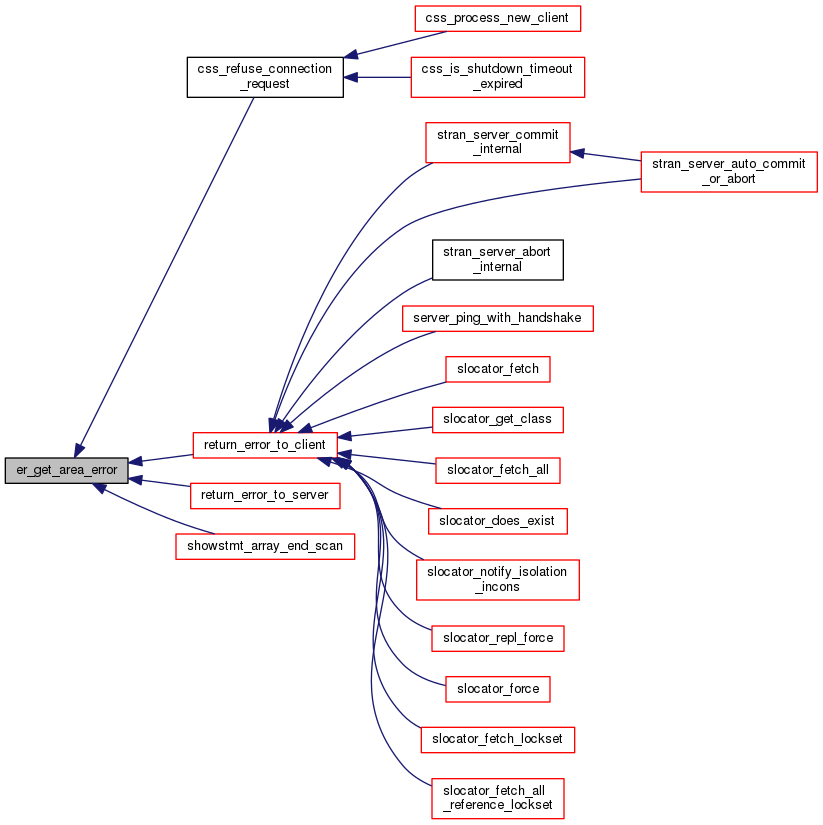 css_process_new_client
css_refuse_connection
_request
css_is_shutdown_timeout
_expired
stran_server_commit
_internal
stran_server_auto_commit
_or_abort
stran_server_abort
_internal
server_ping_with_handshake
slocator_fetch
slocator_get_class
return_error_to_client
er_get_area_error
slocator_fetch_all
return_error_to_server
slocator_does_exist
showstmt_array_end_scan
slocator_notify_isolation
_incons
slocator_repl_force
slocator_force
slocator_fetch_lockset
slocator_fetch_all
_reference_lockset